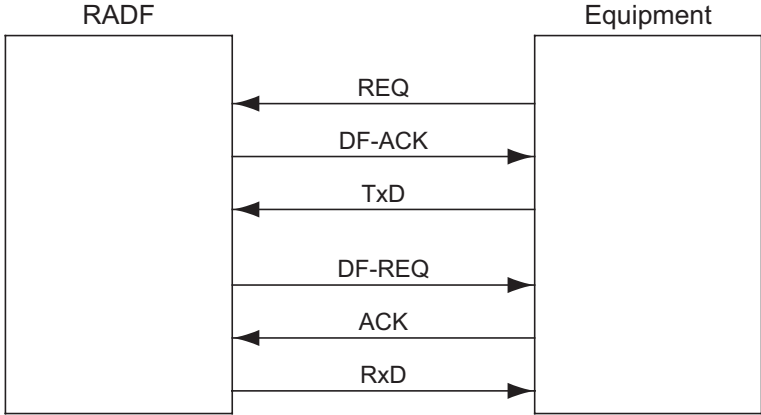 RADF
Equipment
REQ
DF-ACK
TxD
DF-REQ
ACK
RxD